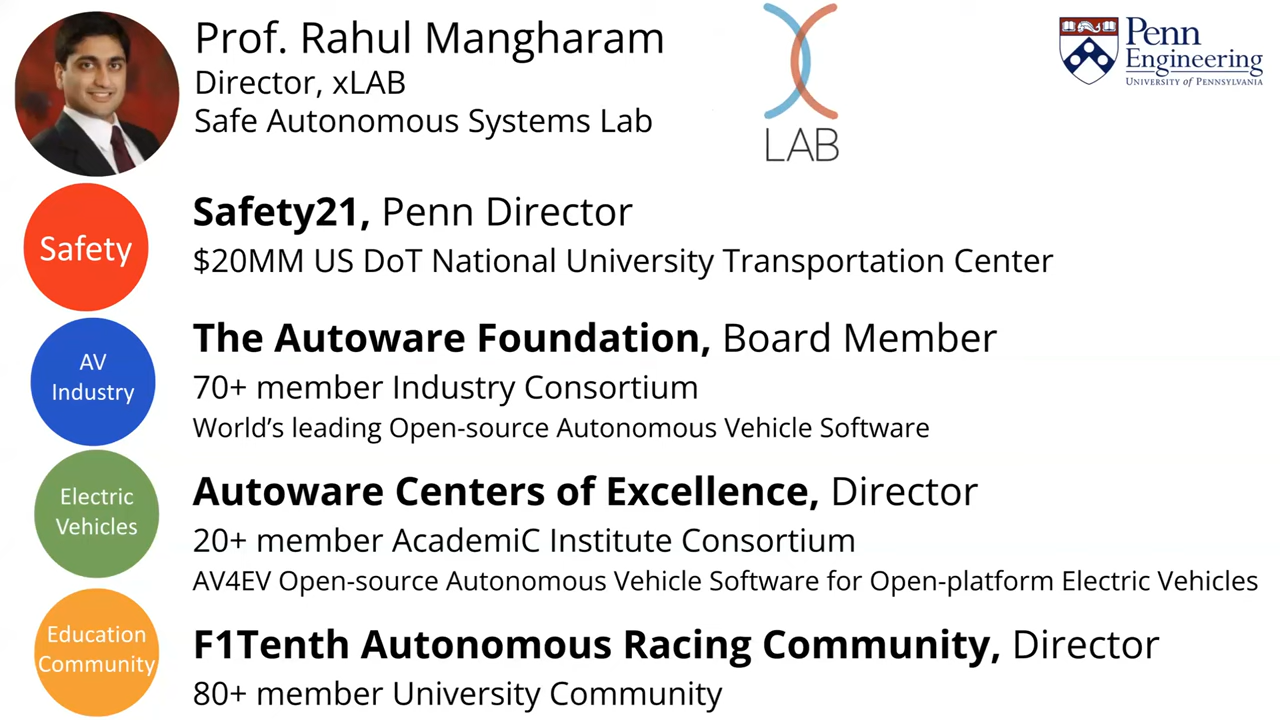 Prof. Rahul Mangharam
Director, xLAB
Safe Autonomous Systems Lab
LAB
Penn
Engineering
UNIVERSITY of PENNSYLVANIA
Safety
Safety21, Penn Director
$20MM US DoT National University Transportation Center
AV
Industry
The Autoware Foundation, Board Member
70+ member Industry Consortium
World’s leading Open-source Autonomous Vehicle Software
Electric
Vehicles
Autoware Centers of Excellence, Director
20+ member AcademiC Institute Consortium
AV4EV Open-source Autonomous Vehicle Software for Open-platform Electric Vehicles
Education
Community
F1Tenth Autonomous Racing Community, Director
80+ member University Community